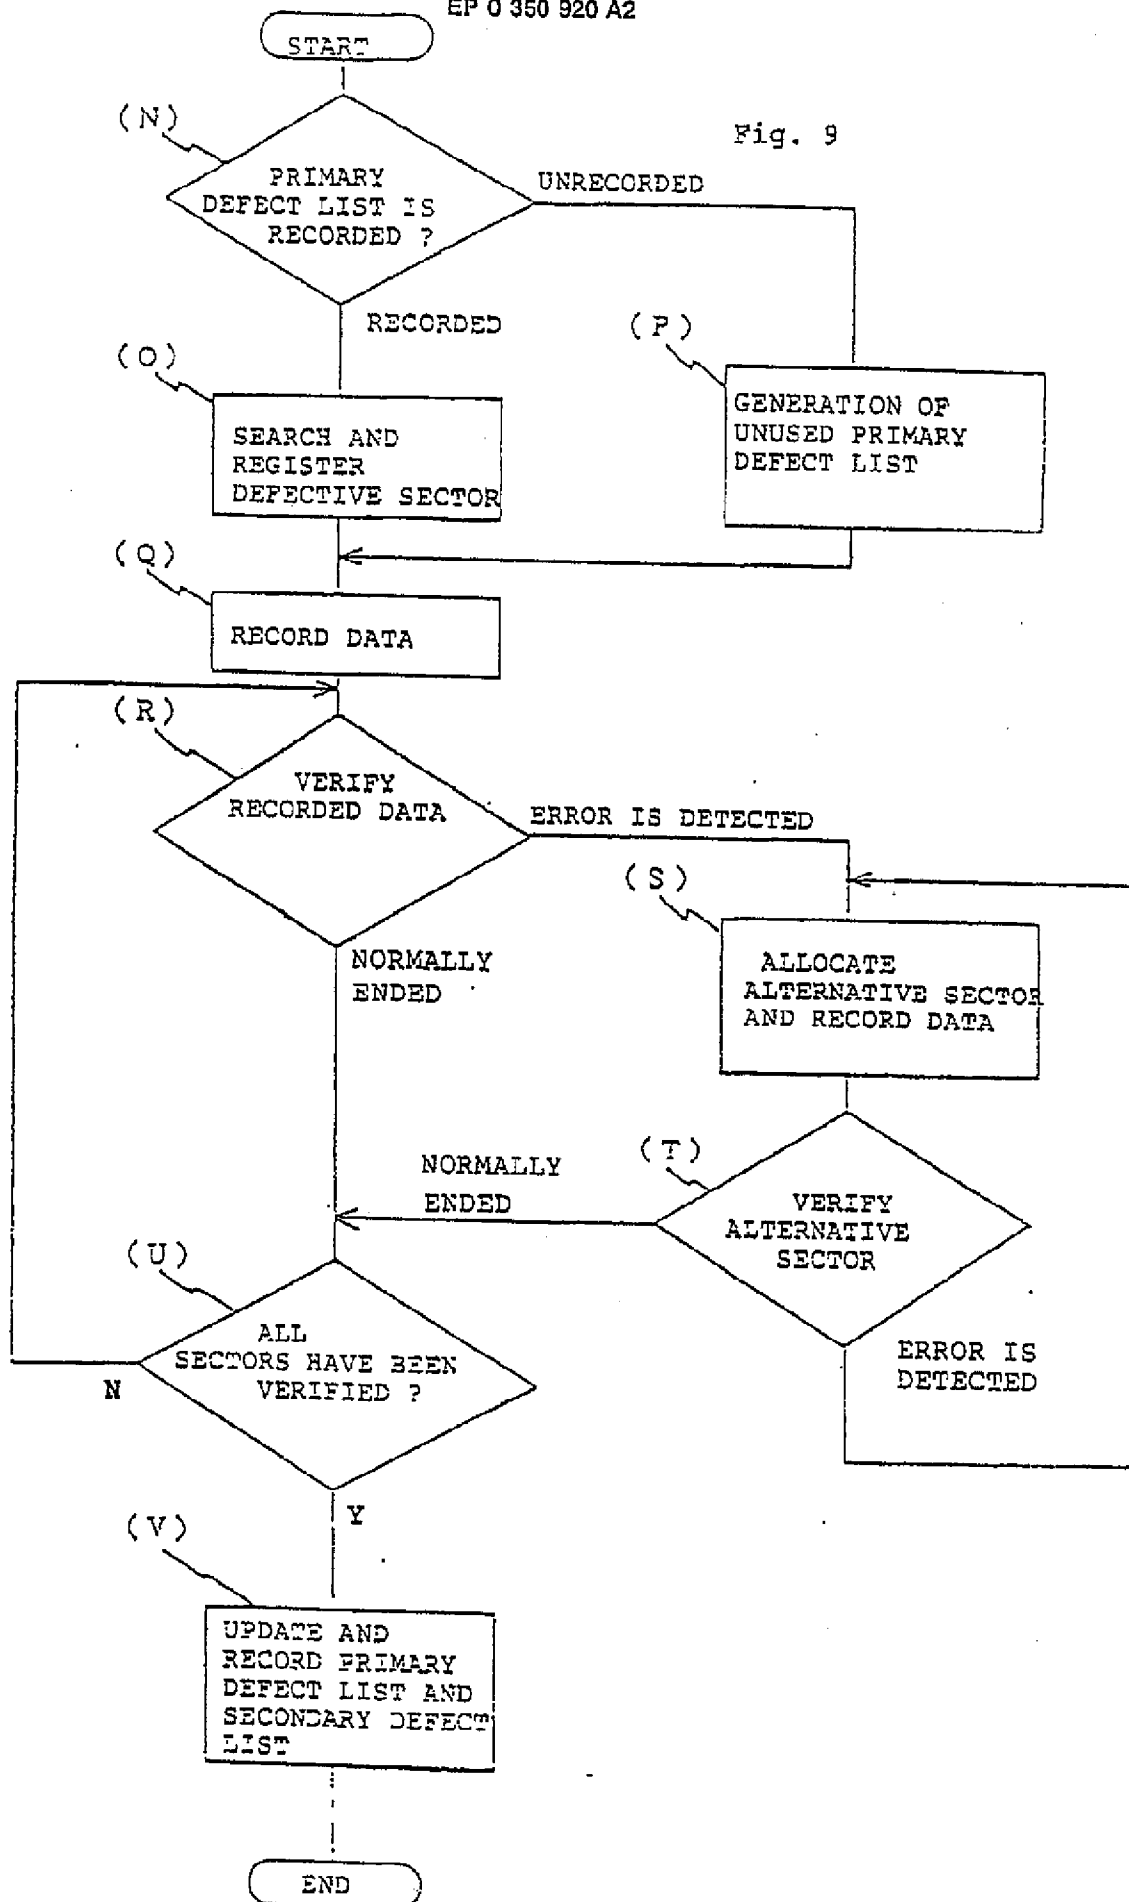 EP 0 350 920 A2
START
(N)
Fig. 9
PRIMARY
DEFECT LIST IS
RECORDED ?
UNRECORDED
RECORDED
(O)
(P)
SEARCH AND
REGISTER
DEFECTIVE SECTOR
GENERATION OF
UNUSED PRIMARY
DEFECT LIST
(Q)
RECORD DATA
(R)
VERIFY
RECORDED DATA
ERROR IS DETECTED
(S)
NORMALLY
ENDED
ALLOCATE
ALTERNATIVE SECTOR
AND RECORD DATA
(T)
NORMALLY
ENDED
VERIFY
ALTERNATIVE
SECTOR
(U)
ALL
SECTORS HAVE BEEN
VERIFIED ?
N
ERROR IS
DETECTED
Y
(V)
UPDATE AND
RECORD PRIMARY
DEFECT LIST AND
SECONDARY DEFECT
LIST
END